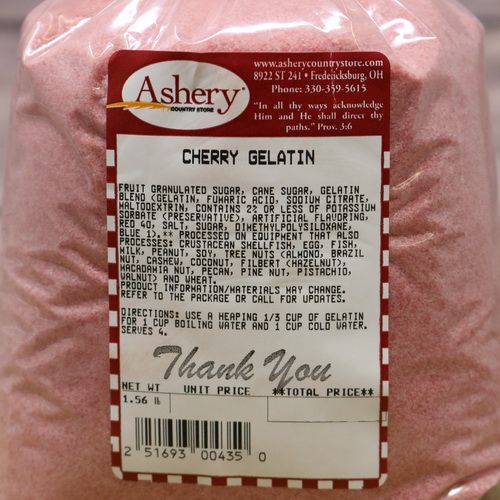 Ashery
COUNTRY STORE
www.asherycountrystore.com
8922 ST 241 • Fredericksburg, OH
Phone: 330-359-5615
"In all thy ways acknowledge
Him and He shall direct thy
paths." Prov. 3:6
CHERRY GELATIN
FRUIT GRANULATED SUGAR, CANE SUGAR, GELATIN
BLEND (GELATIN, FUMARIC ACID, SODIUM CITRATE,
MALTODEXTRIN, CONTAINS 2% OR LESS OF POTASSIUM
SORBATE (PRESERVATIVE), ARTIFICIAL FLAVORING,
RED 40, SALT, SUGAR, DIMETHYLPOLYSILOXANE,
BLUE 1).** PROCESSED ON EQUIPMENT THAT ALSO
PROCESSES: CRUSTACEAN SHELLFISH, EGG, FISH,
MILK, PEANUT, SOY, TREE NUTS (ALMOND, BRAZIL
NUT, CASHEW, COCONUT, FILBERT (HAZELNUT),
MACADAMIA NUT, PECAN, PINE NUT, PISTACHIO,
WALNUT) AND WHEAT.
PRODUCT INFORMATION/MATERIALS MAY CHANGE.
REFER TO THE PACKAGE OR CALL FOR UPDATES.
DIRECTIONS: USE A HEAPING 1/3 CUP OF GELATIN
FOR 1 CUP BOILING WATER AND 1 CUP COLD WATER.
SERVES 4.
Thank You
NET WT UNIT PRICE **TOTAL PRICE**
1.56 lb
2 51693 00435 0